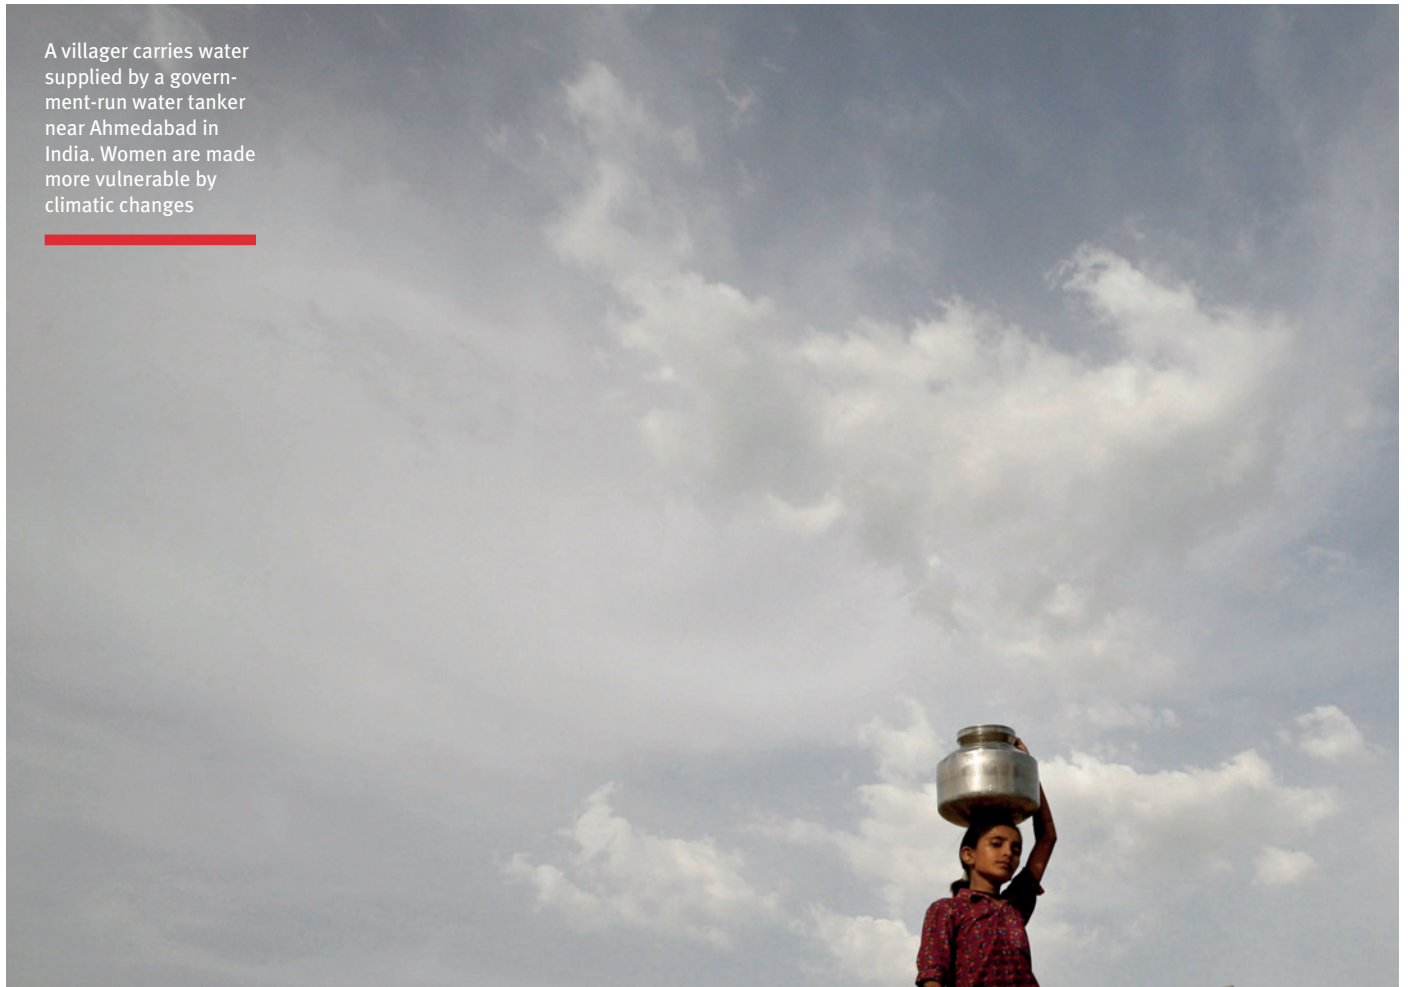 A villager carries water
supplied by a govern-
ment-run water tanker
near Ahmedabad in
India. Women are made
more vulnerable by
climatic changes